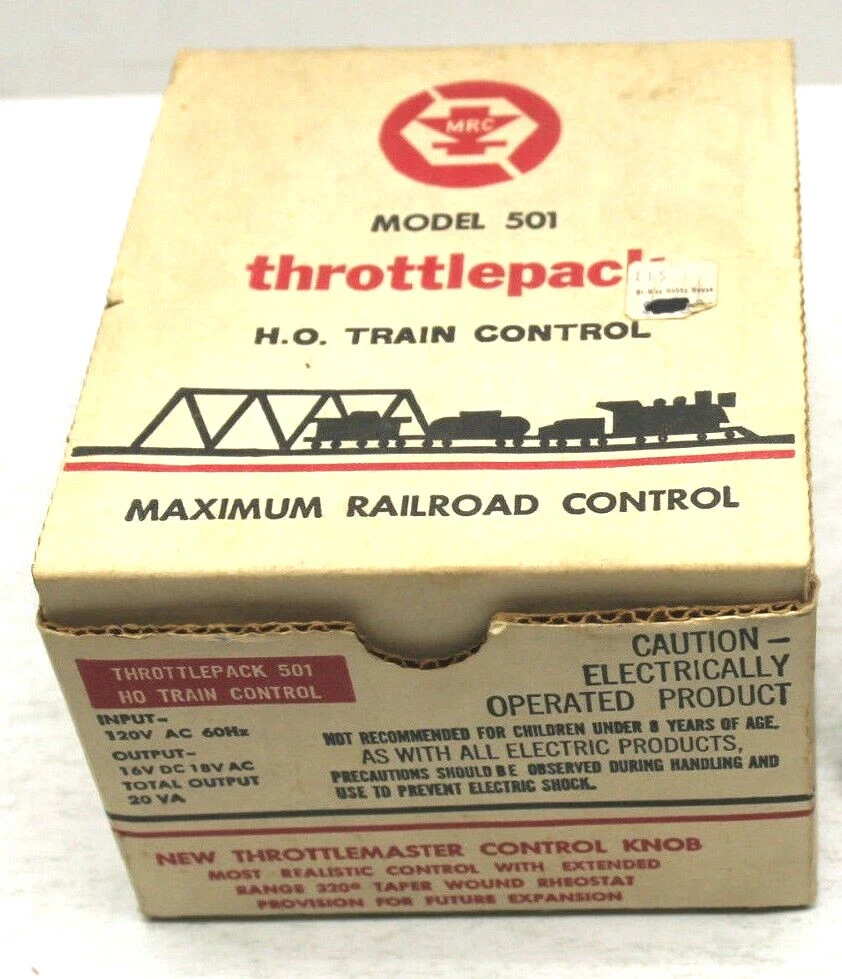 MRC
MODEL 501
throttlepack
H.O. TRAIN CONTROL
MAXIMUM RAILROAD CONTROL
THROTTLEPACK 501
HO TRAIN CONTROL
INPUT-
120V AC 60Hz
OUTPUT-
16V DC 18V AC
TOTAL OUTPUT
20 VA
CAUTION-
ELECTRICALLY
OPERATED PRODUCT
NOT RECOMMENDED FOR CHILDREN UNDER 8 YEARS OF AGE.
AS WITH ALL ELECTRIC PRODUCTS,
PRECAUTIONS SHOULD BE OBSERVED DURING HANDLING AND
USE TO PREVENT ELECTRIC SHOCK.
NEW THROTTLEMASTER CONTROL KNOB
MOST REALISTIC CONTROL WITH EXTENDED
RANGE 320° TAPER WOUND RHEOSTAT
PROVISION FOR FUTURE EXPANSION